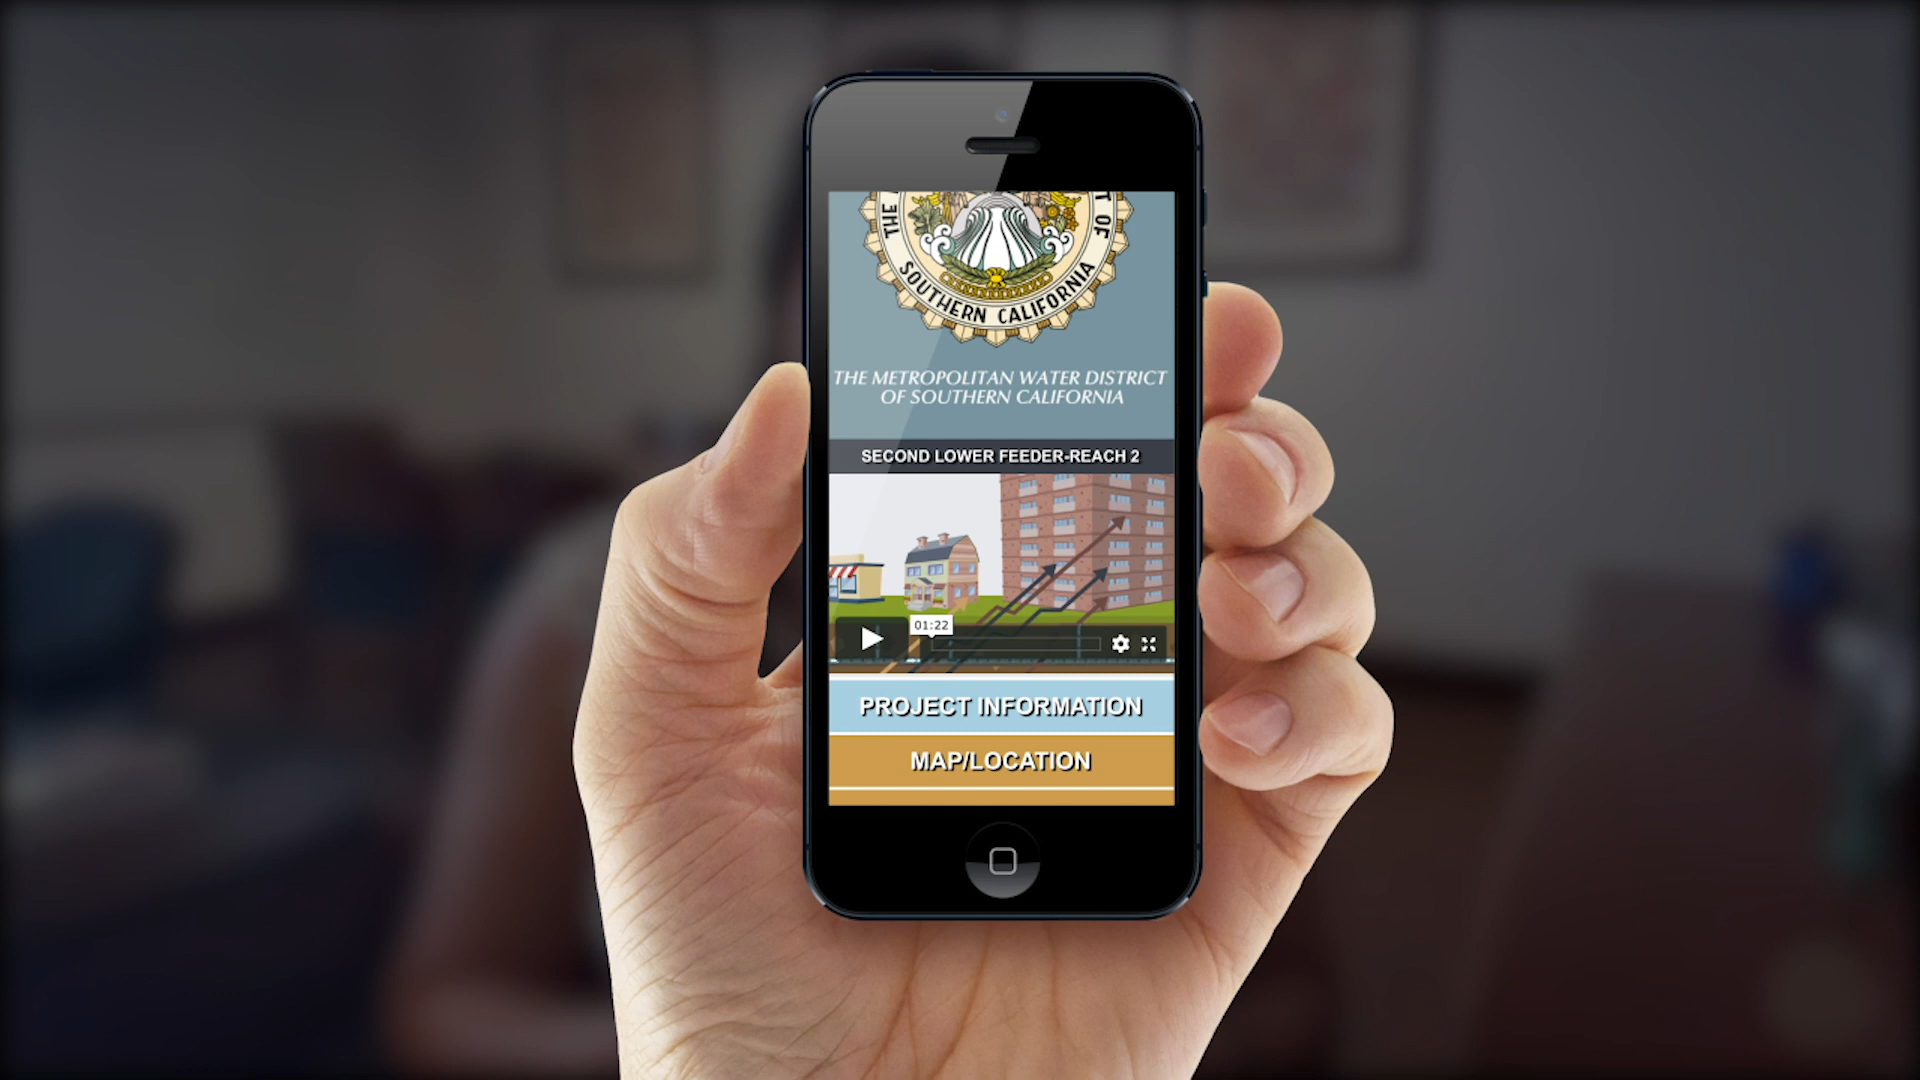 THE
T OF
SOUTHERN CALIFORNIA
THE METROPOLITAN WATER DISTRICT
OF SOUTHERN CALIFORNIA
SECOND LOWER FEEDER-REACH 2
01:22
PROJECT INFORMATION
MAP/LOCATION